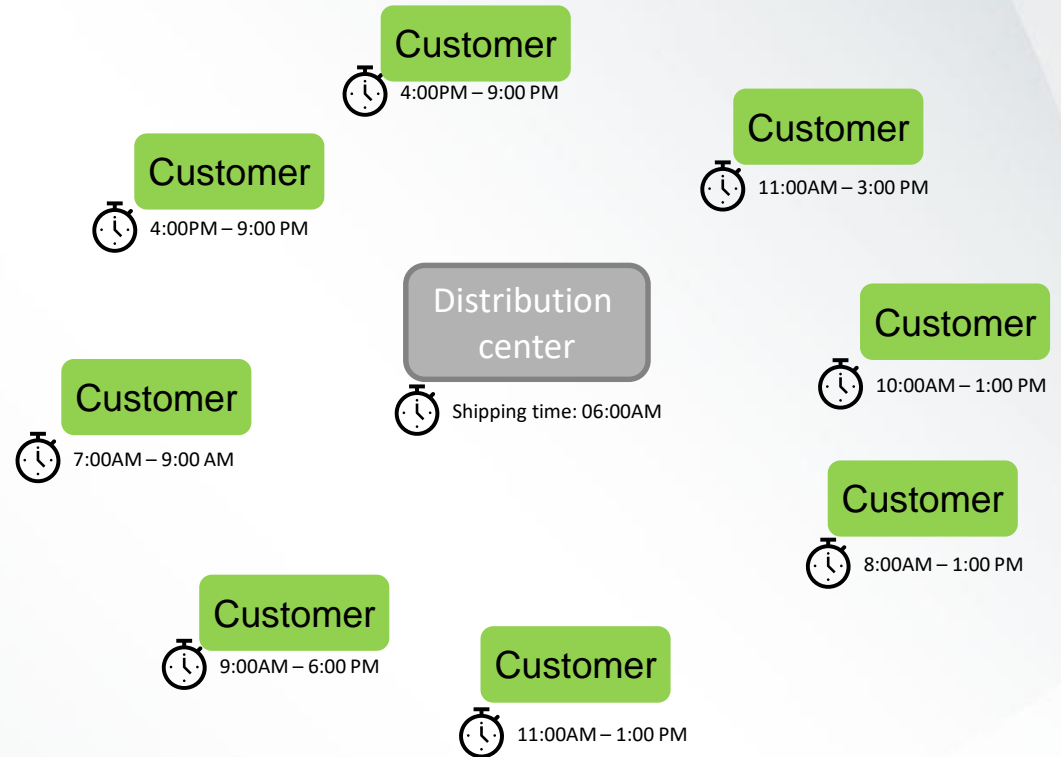 Customer
4:00PM – 9:00 PM
Customer
11:00AM – 3:00 PM
Customer
4:00PM – 9:00 PM
Distribution
center
Shipping time: 06:00AM
Customer
10:00AM – 1:00 PM
Customer
7:00AM – 9:00 AM
Customer
8:00AM – 1:00 PM
Customer
9:00AM – 6:00 PM
Customer
11:00AM – 1:00 PM